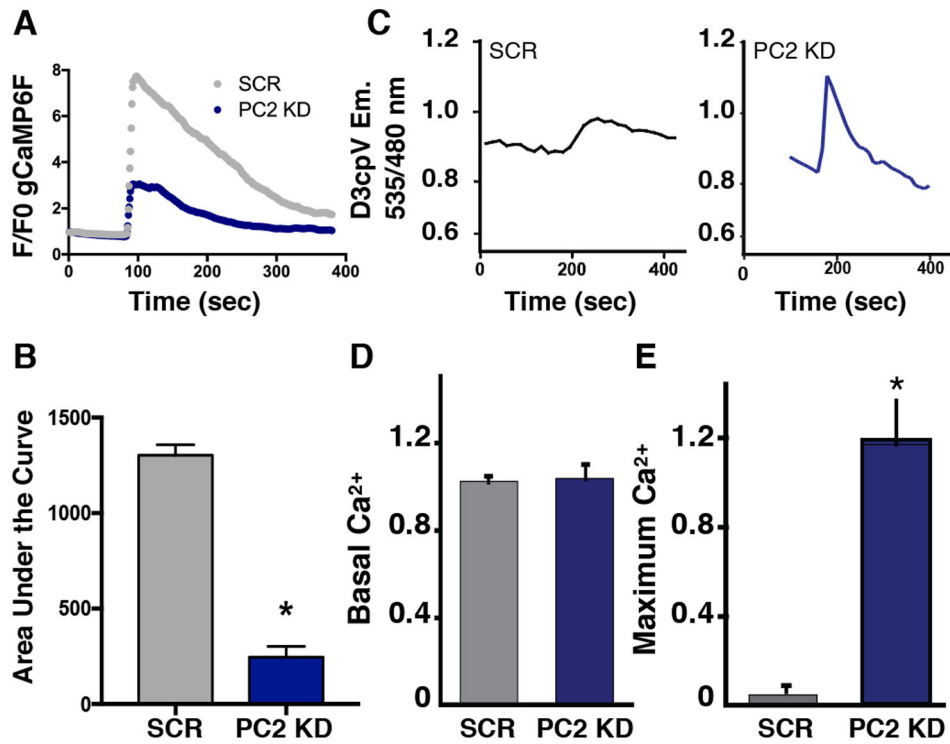 A
F/F0 gCaMP6F
8
6
4
2
0
SCR
PC2 KD
0 100 200 300 400
Time (sec)
C
D3cpV Em.
535/480 nm
1.2
1.0
0.8
0.6
SCR
0 200 400
Time (sec)
1.2
1.0
0.8
0.6
PC2 KD
0 200 400
Time (sec)
B
Area Under the Curve
1500
1000
500
0
*
SCR PC2 KD
D
Basal Ca²⁺
1.2
0.8
0.4
0
SCR PC2 KD
E
Maximum Ca²⁺
1.2
0.8
0.4
0
*
SCR PC2 KD